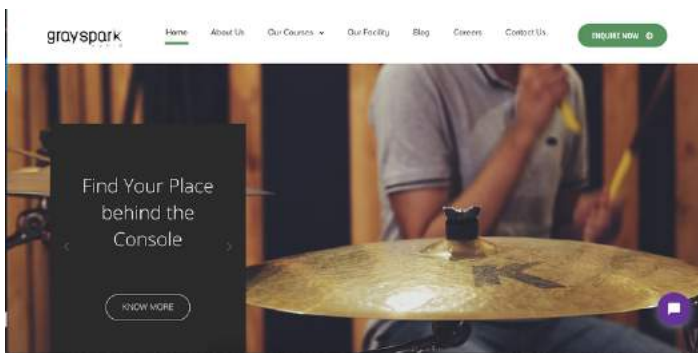 grayspark
AUDIO
Home About Us Our Courses Our Facility Blog Careers Contact Us
ENQUIRE NOW
Find Your Place
behind the
Console
KNOW MORE
K